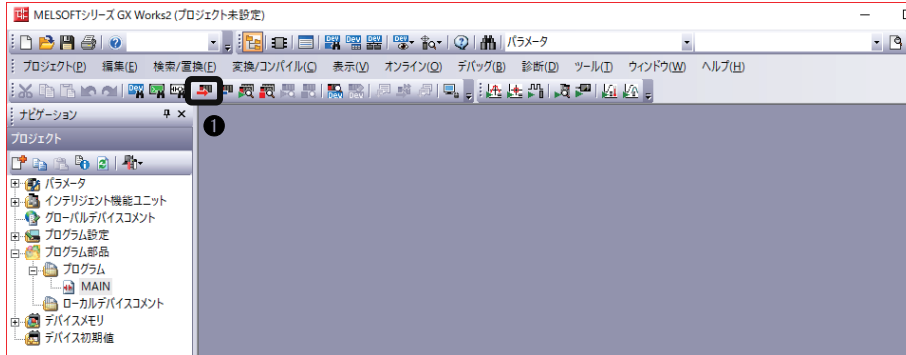 MELSOFTシリーズ GX Works2 (プロジェクト未設定)
パラメータ
プロジェクト(P) 編集(E) 検索/置換(F) 変換/コンパイル(C) 表示(V) オンライン(O) デバッグ(B) 診断(D) ツール(T) ウィンドウ(W) ヘルプ(H)
❶
ナビゲーション
プロジェクト
パラメータ
インテリジェント機能ユニット
グローバルデバイスコメント
プログラム設定
プログラム部品
プログラム
MAIN
ローカルデバイスコメント
デバイスメモリ
デバイス初期値